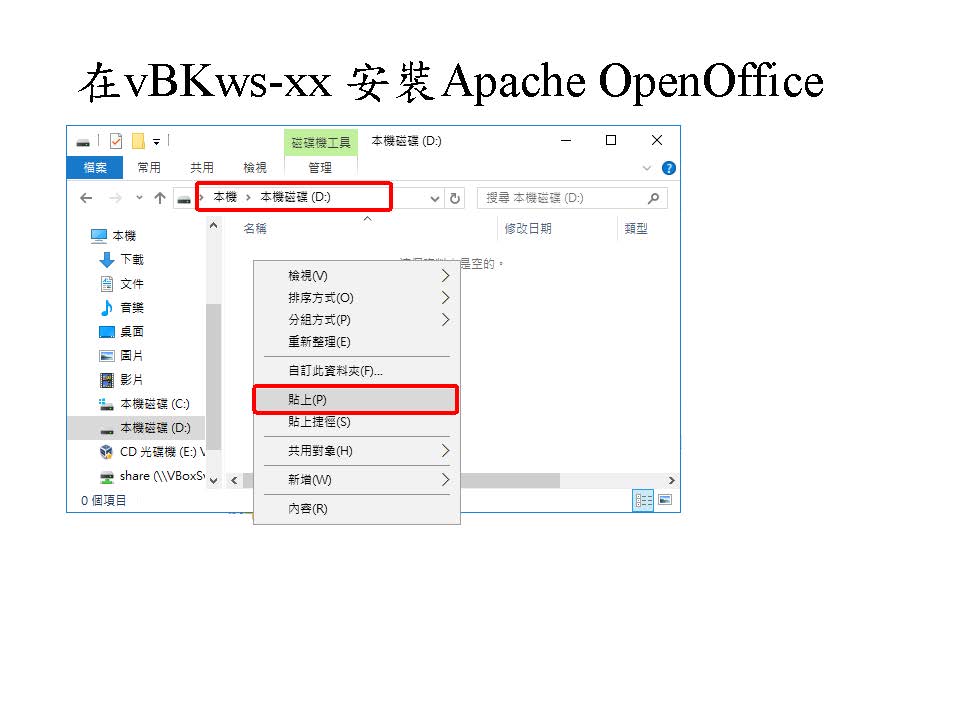 在vBKws-xx 安裝Apache OpenOffice
磁碟機工具 本機磁碟 (D:)
檔案 常用 共用 檢視 管理
本機 › 本機磁碟 (D:) 搜尋 本機磁碟 (D:)
名稱 修改日期 類型
是空的。
本機
下載
文件
音樂
桌面
圖片
影片
本機磁碟 (C:)
本機磁碟 (D:)
CD 光碟機 (E:) V
share (\\VBoxSv
0 個項目
檢視(V)
排序方式(O)
分組方式(P)
重新整理(E)
自訂此資料夾(F)...
貼上(P)
貼上捷徑(S)
共用對象(H)
新增(W)
內容(R)